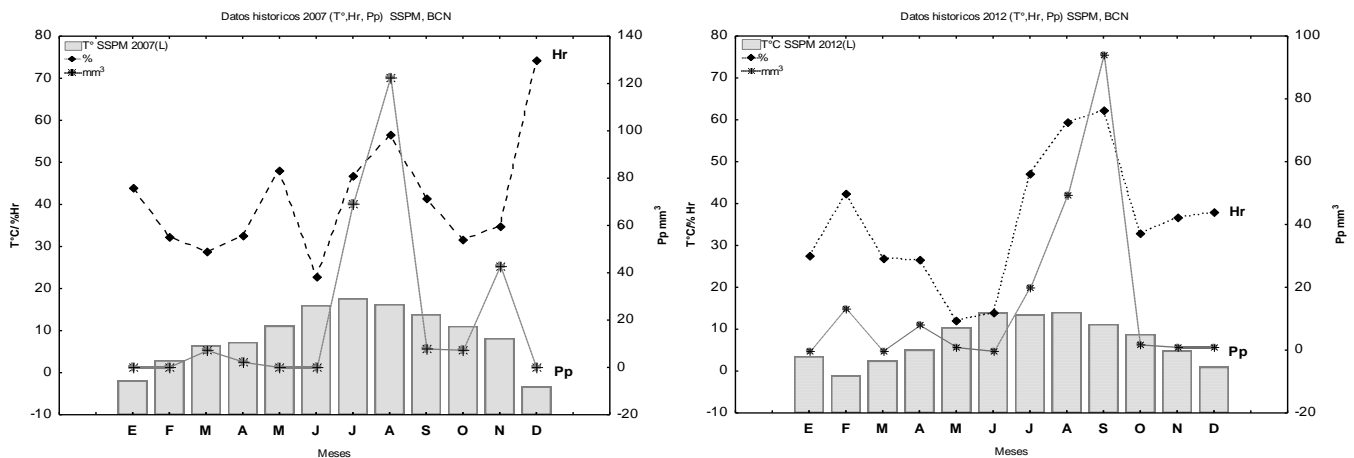 Datos historicos 2007 (T°,Hr, Pp) SSPM, BCN
T° SSPM 2007(L)
%
mm³
80
70
60
50
40
30
20
10
0
-10
T°C/%Hr
140
120
100
80
60
40
20
0
-20
Pp mm³
Hr
Pp
E F M A M J J A S O N D
Meses
Datos historicos 2012 (T°,Hr, Pp) SSPM, BCN
T°C SSPM 2012(L)
%
mm³
80
70
60
50
40
30
20
10
0
-10
T°C/% Hr
100
80
60
40
20
0
-20
Pp mm³
Hr
Pp
E F M A M J J A S O N D
Meses